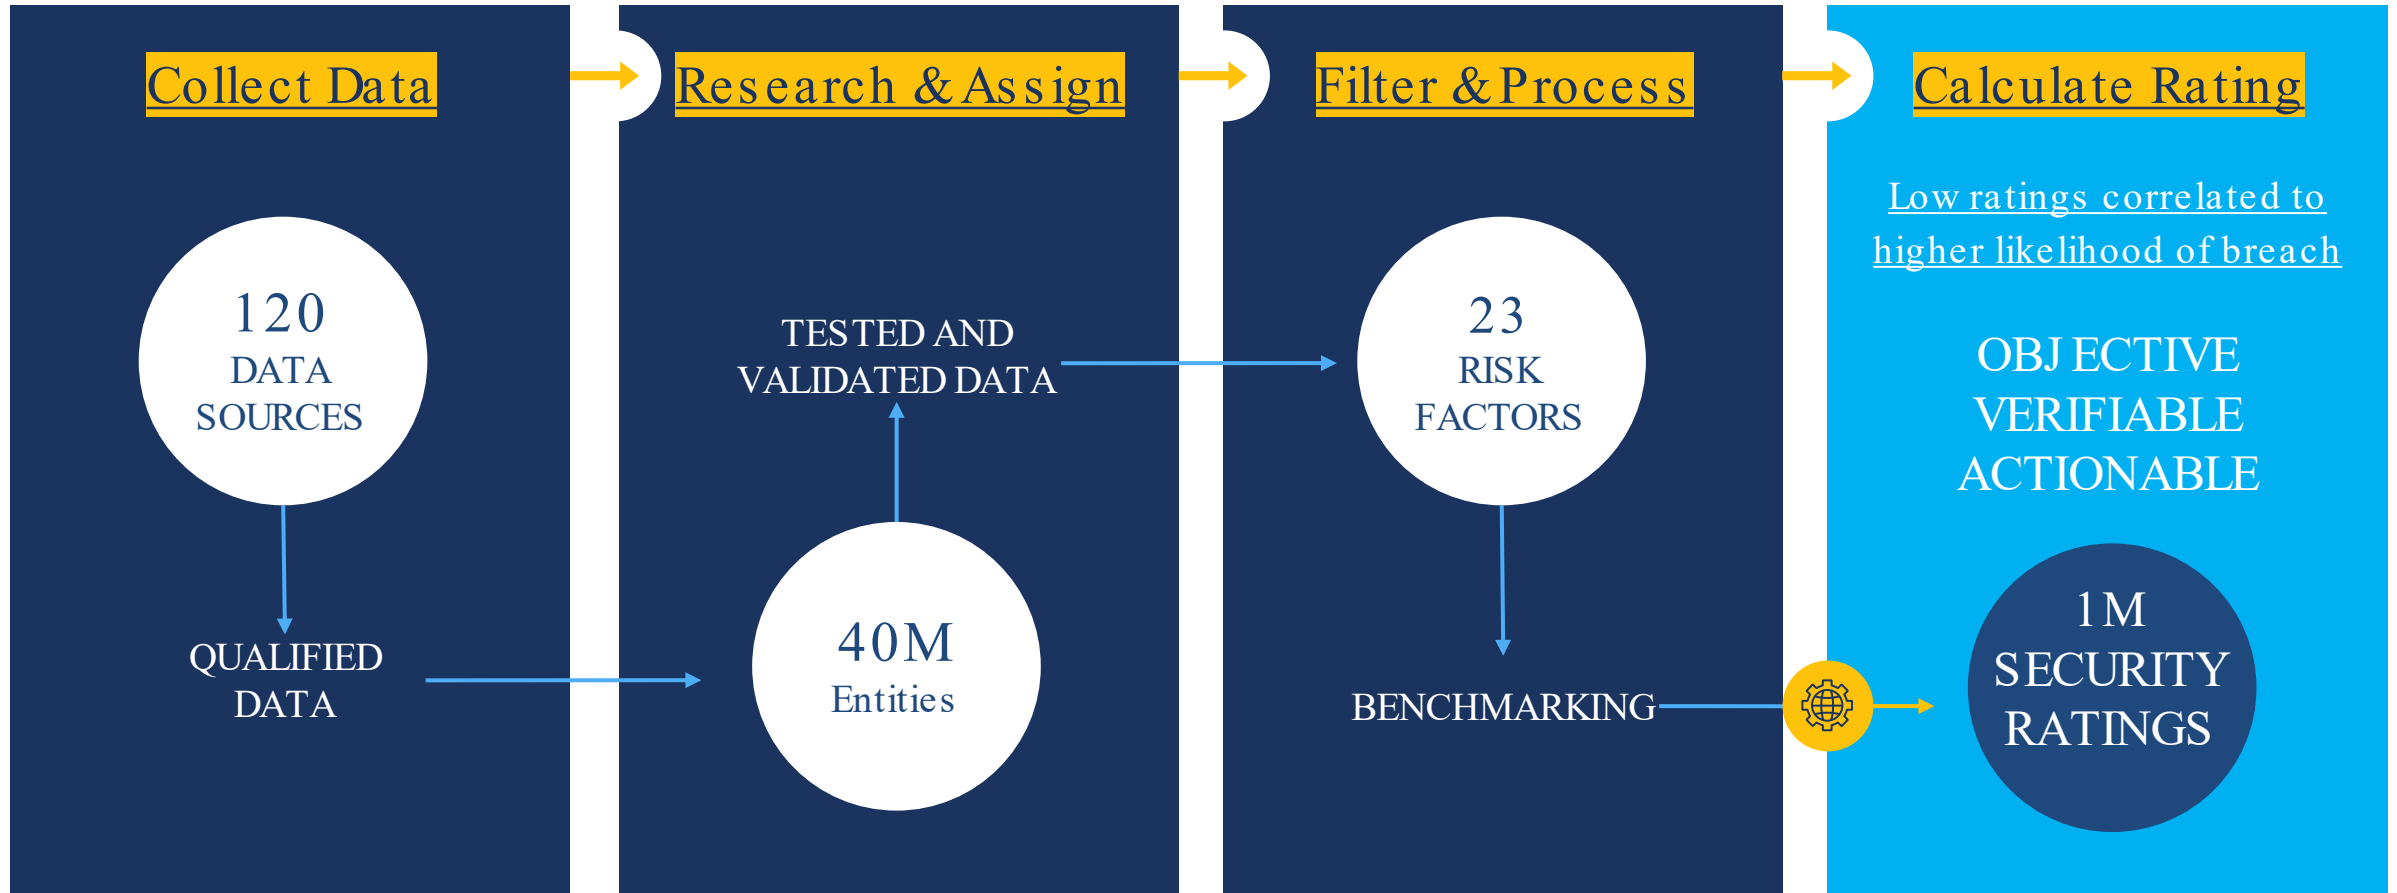 Collect Data
120
DATA
SOURCES
QUALIFIED
DATA
Research & Assign
TESTED AND
VALIDATED DATA
40M
Entities
Filter & Process
23
RISK
FACTORS
BENCHMARKING
Calculate Rating
Low ratings correlated to
higher likelihood of breach
OBJECTIVE
VERIFIABLE
ACTIONABLE
1M
SECURITY
RATINGS